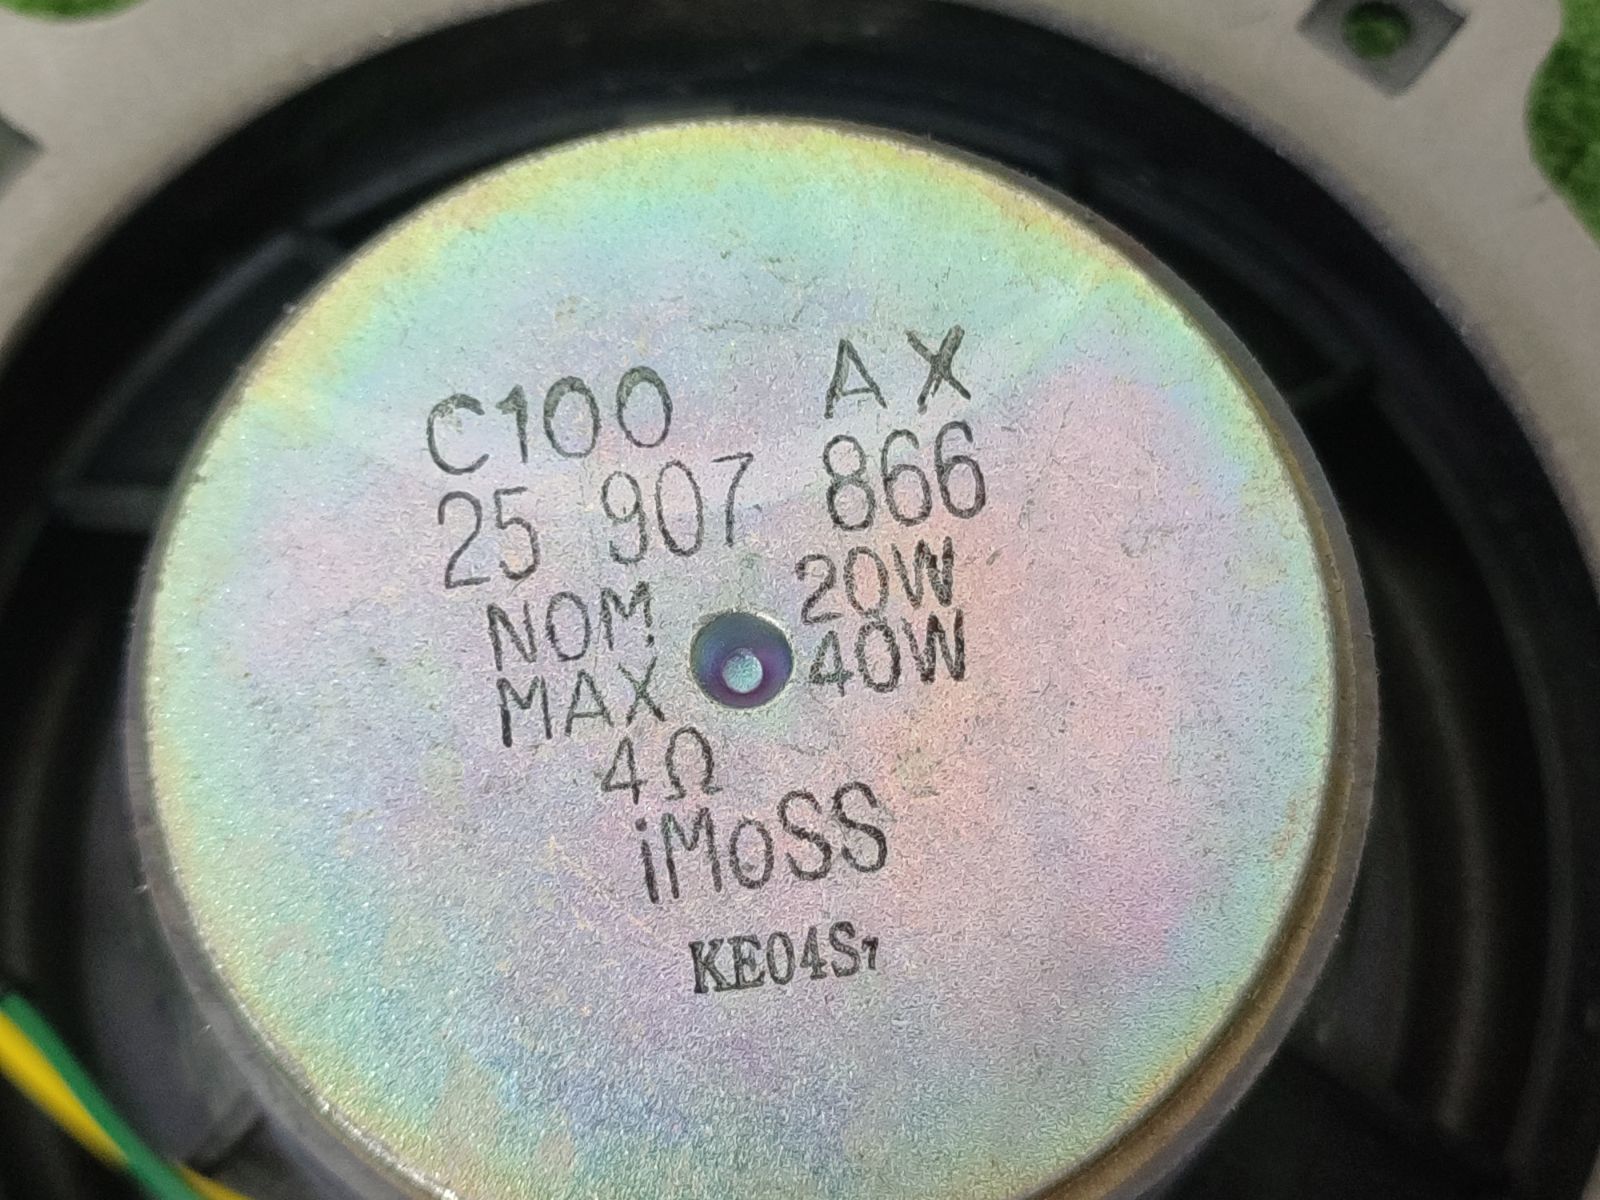 C100 AX
25 907 866
NOM 20W
MAX 40W
4Ω
iMoSS
KE04S7